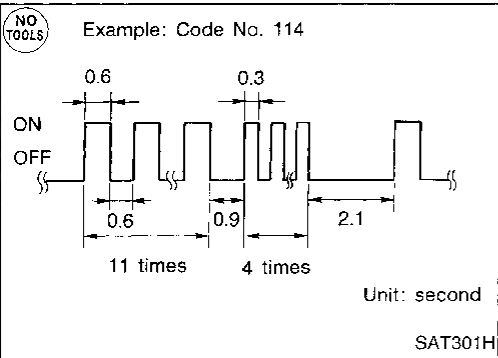 NO
TOOLS
Example: Code No. 114
0.6
0.3
ON
OFF
0.6
0.9
2.1
11 times
4 times
Unit: second
SAT301H